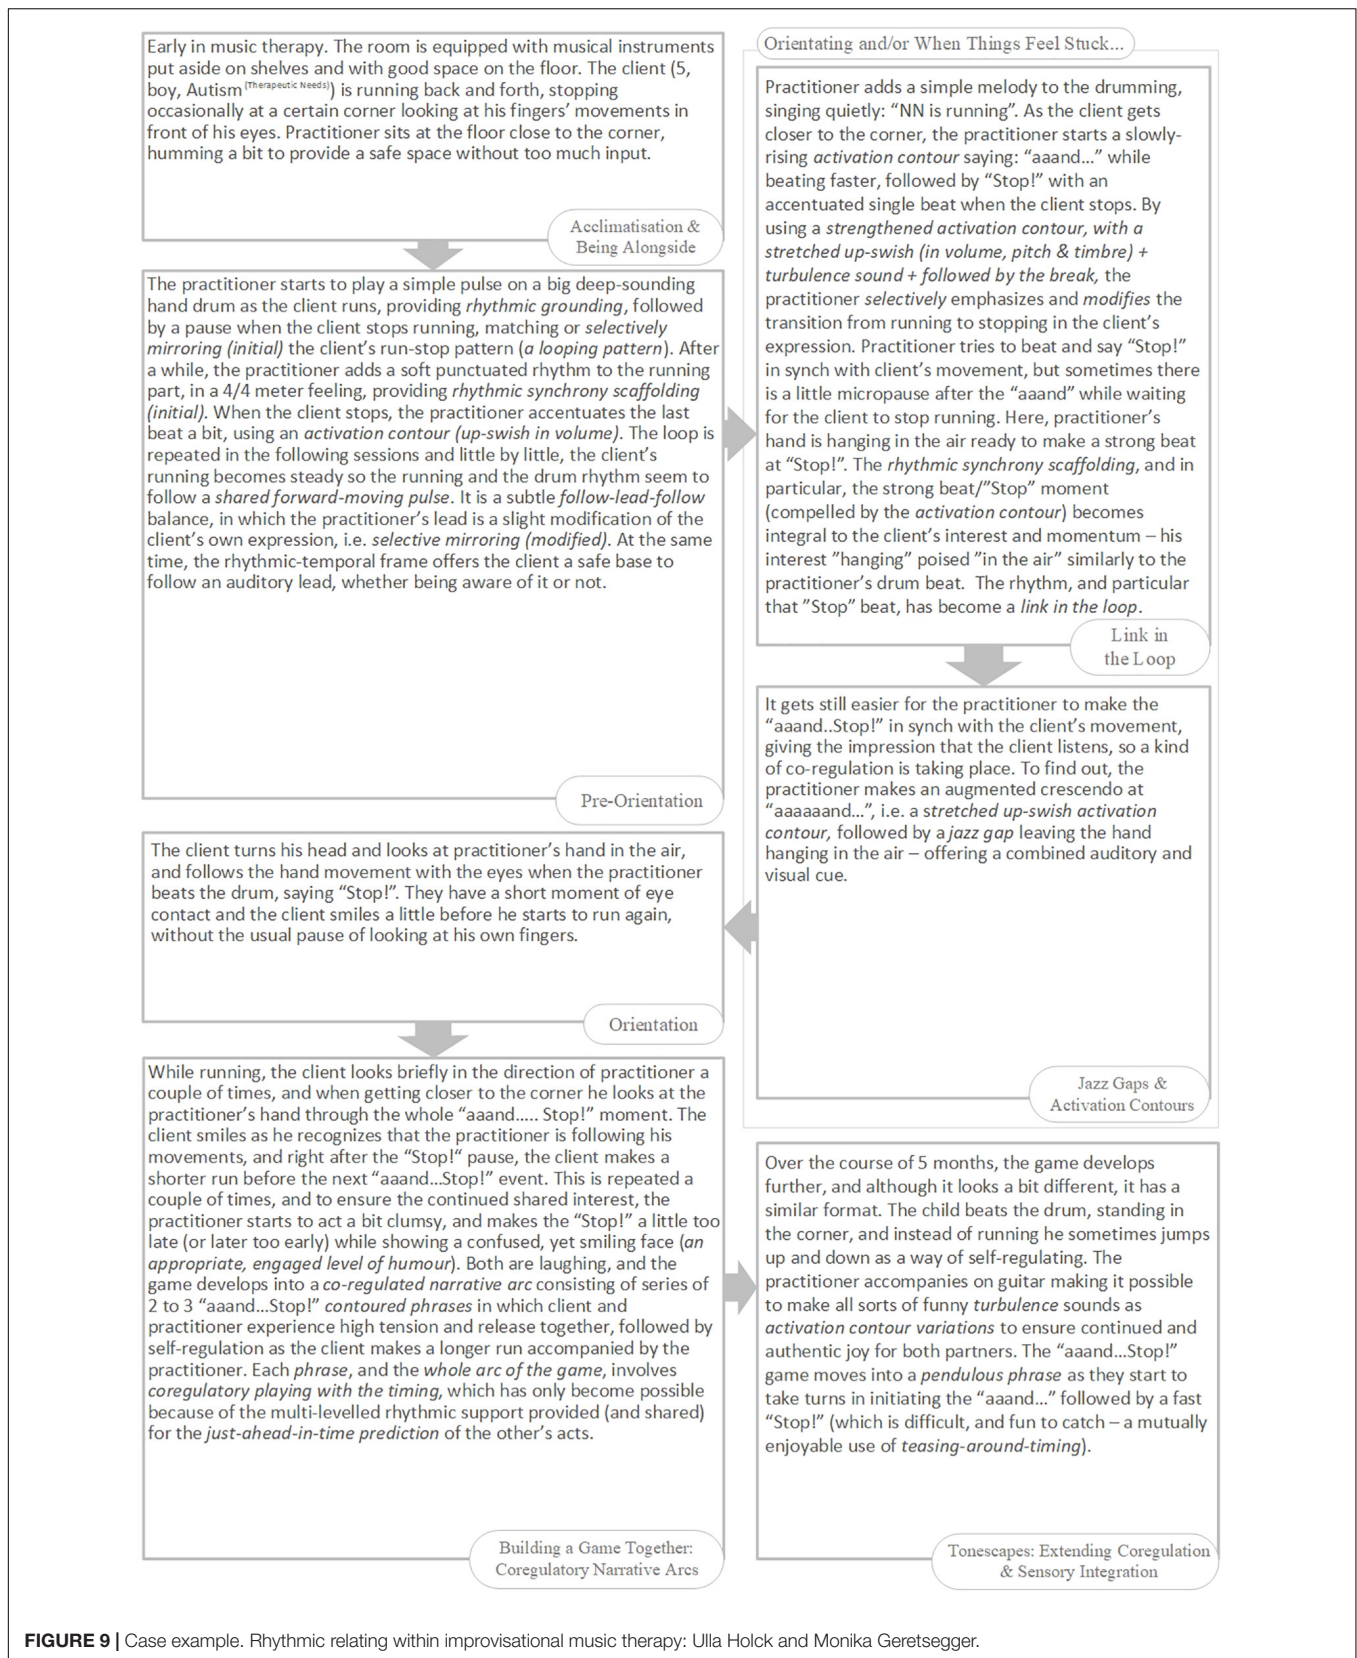 Early in music therapy. The room is equipped with musical instruments
put aside on shelves and with good space on the floor. The client (5,
boy, Autism (Therapeutic Needs)) is running back and forth, stopping
occasionally at a certain corner looking at his fingers' movements in
front of his eyes. Practitioner sits at the floor close to the corner,
humming a bit to provide a safe space without too much input.
Acclimatisation &
Being Alongside
The practitioner starts to play a simple pulse on a big deep-sounding
hand drum as the client runs, providing rhythmic grounding, followed
by a pause when the client stops running, matching or selectively
mirroring (initial) the client's run-stop pattern (a looping pattern). After
a while, the practitioner adds a soft punctuated rhythm to the running
part, in a 4/4 meter feeling, providing rhythmic synchrony scaffolding
(initial). When the client stops, the practitioner accentuates the last
beat a bit, using an activation contour (up-swish in volume). The loop is
repeated in the following sessions and little by little, the client's
running becomes steady so the running and the drum rhythm seem to
follow a shared forward-moving pulse. It is a subtle follow-lead-follow
balance, in which the practitioner's lead is a slight modification of the
client's own expression, i.e. selective mirroring (modified). At the same
time, the rhythmic-temporal frame offers the client a safe base to
follow an auditory lead, whether being aware of it or not.
Pre-Orientation
Orientating and/or When Things Feel Stuck...
Practitioner adds a simple melody to the drumming,
singing quietly: "NN is running". As the client gets
closer to the corner, the practitioner starts a slowly-
rising activation contour saying: "aaand..." while
beating faster, followed by "Stop!" with an
accentuated single beat when the client stops. By
using a strengthened activation contour, with a
stretched up-swish (in volume, pitch & timbre) +
turbulence sound + followed by the break, the
practitioner selectively emphasizes and modifies the
transition from running to stopping in the client's
expression. Practitioner tries to beat and say "Stop!"
in synch with client's movement, but sometimes there
is a little micropause after the "aaand" while waiting
for the client to stop running. Here, practitioner's
hand is hanging in the air ready to make a strong beat
at "Stop!". The rhythmic synchrony scaffolding, and in
particular, the strong beat/"Stop" moment
(compelled by the activation contour) becomes
integral to the client's interest and momentum – his
interest "hanging" poised "in the air" similarly to the
practitioner's drum beat. The rhythm, and particular
that "Stop" beat, has become a link in the loop.
Link in
the Loop
It gets still easier for the practitioner to make the
"aaand..Stop!" in synch with the client's movement,
giving the impression that the client listens, so a kind
of co-regulation is taking place. To find out, the
practitioner makes an augmented crescendo at
"aaaaaand...", i.e. a stretched up-swish activation
contour, followed by a jazz gap leaving the hand
hanging in the air – offering a combined auditory and
visual cue.
Jazz Gaps &
Activation Contours
The client turns his head and looks at practitioner's hand in the air,
and follows the hand movement with the eyes when the practitioner
beats the drum, saying "Stop!". They have a short moment of eye
contact and the client smiles a little before he starts to run again,
without the usual pause of looking at his own fingers.
Orientation
While running, the client looks briefly in the direction of practitioner a
couple of times, and when getting closer to the corner he looks at the
practitioner's hand through the whole "aaand..... Stop!" moment. The
client smiles as he recognizes that the practitioner is following his
movements, and right after the "Stop!" pause, the client makes a
shorter run before the next "aaand...Stop!" event. This is repeated a
couple of times, and to ensure the continued shared interest, the
practitioner starts to act a bit clumsy, and makes the "Stop!" a little too
late (or later too early) while showing a confused, yet smiling face (an
appropriate, engaged level of humour). Both are laughing, and the
game develops into a co-regulated narrative arc consisting of series of
2 to 3 "aaand...Stop!" contoured phrases in which client and
practitioner experience high tension and release together, followed by
self-regulation as the client makes a longer run accompanied by the
practitioner. Each phrase, and the whole arc of the game, involves
coregulatory playing with the timing, which has only become possible
because of the multi-levelled rhythmic support provided (and shared)
for the just-ahead-in-time prediction of the other's acts.
Building a Game Together:
Coregulatory Narrative Arcs
Over the course of 5 months, the game develops
further, and although it looks a bit different, it has a
similar format. The child beats the drum, standing in
the corner, and instead of running he sometimes jumps
up and down as a way of self-regulating. The
practitioner accompanies on guitar making it possible
to make all sorts of funny turbulence sounds as
activation contour variations to ensure continued and
authentic joy for both partners. The "aaand...Stop!"
game moves into a pendulous phrase as they start to
take turns in initiating the "aaand..." followed by a fast
"Stop!" (which is difficult, and fun to catch – a mutually
enjoyable use of teasing-around-timing).
Tonescapes: Extending Coregulation
& Sensory Integration
FIGURE 9 | Case example. Rhythmic relating within improvisational music therapy: Ulla Holck and Monika Geretsegger.